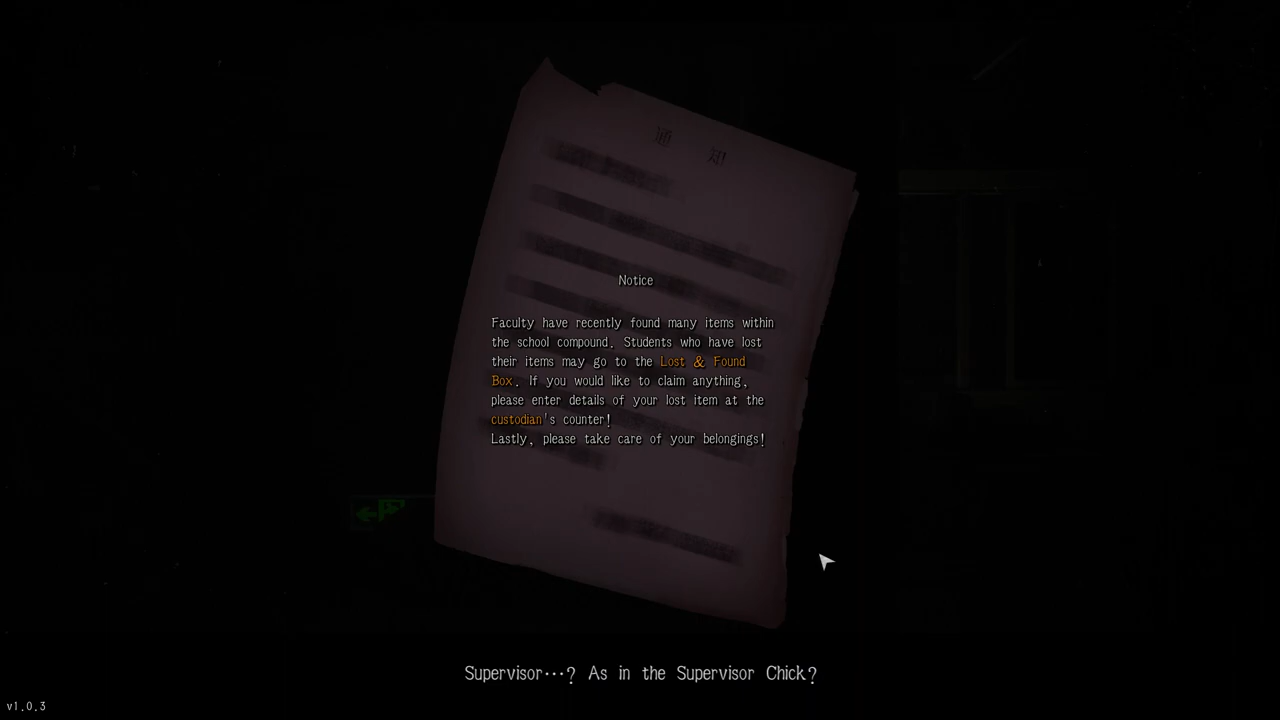 通 知
Notice
Faculty have recently found many items within
the school compound. Students who have lost
their items may go to the Lost & Found
Box. If you would like to claim anything,
please enter details of your lost item at the
custodian's counter!
Lastly, please take care of your belongings!
Supervisor…? As in the Supervisor Chick?
v1.0.3